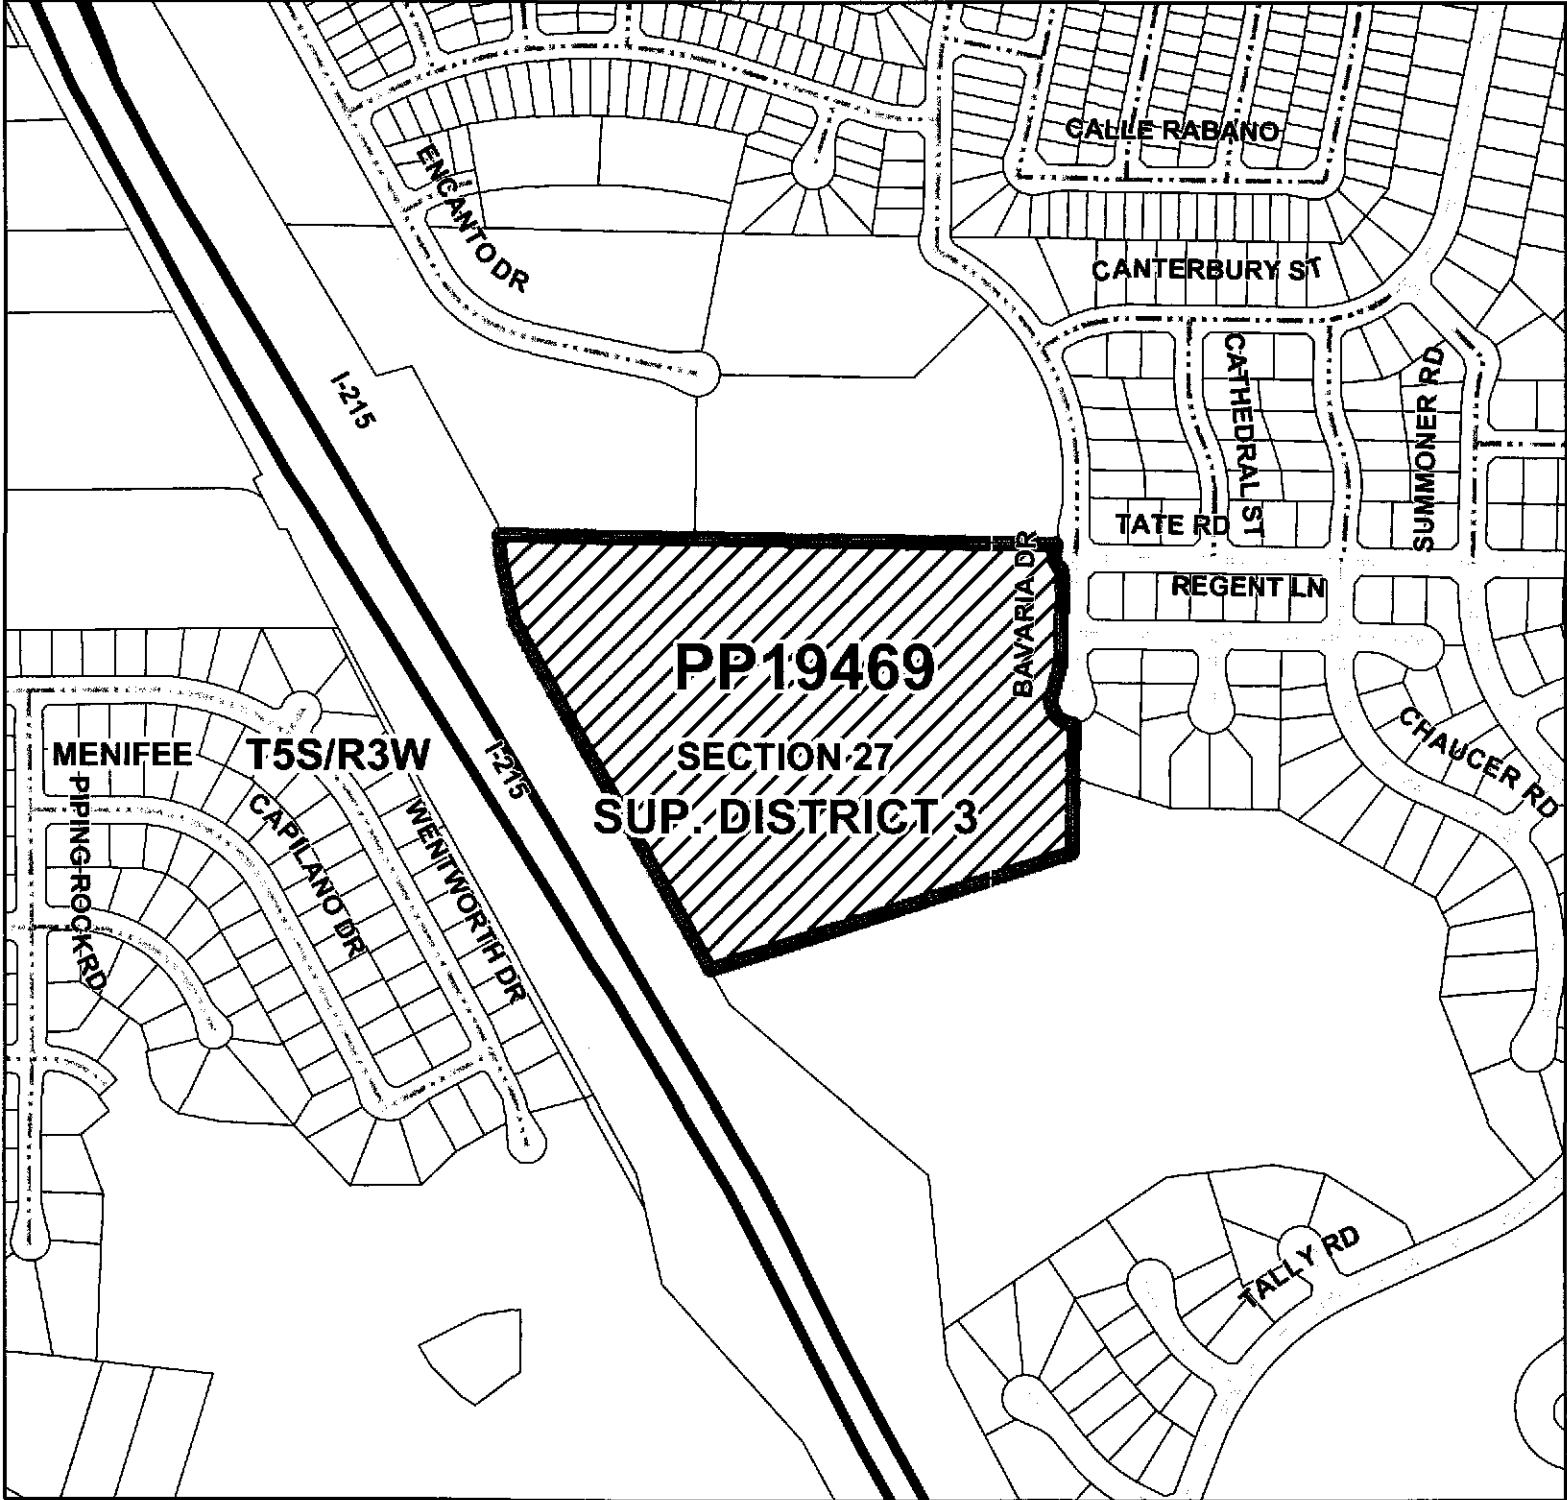 CALLE RABANO
ENCANTO DR
CANTERBURY ST
I-215
CATHEDRAL ST
SUMMONER RD
TATE RD
BAVARIA DR
REGENT LN
PP19469
CHAUCER RD
MENIFEE
T5S/R3W
I-215
SECTION 27
PIPING ROCK RD
CAPILANO DR
WENTWORTH DR
SUP. DISTRICT 3
TALLY RD